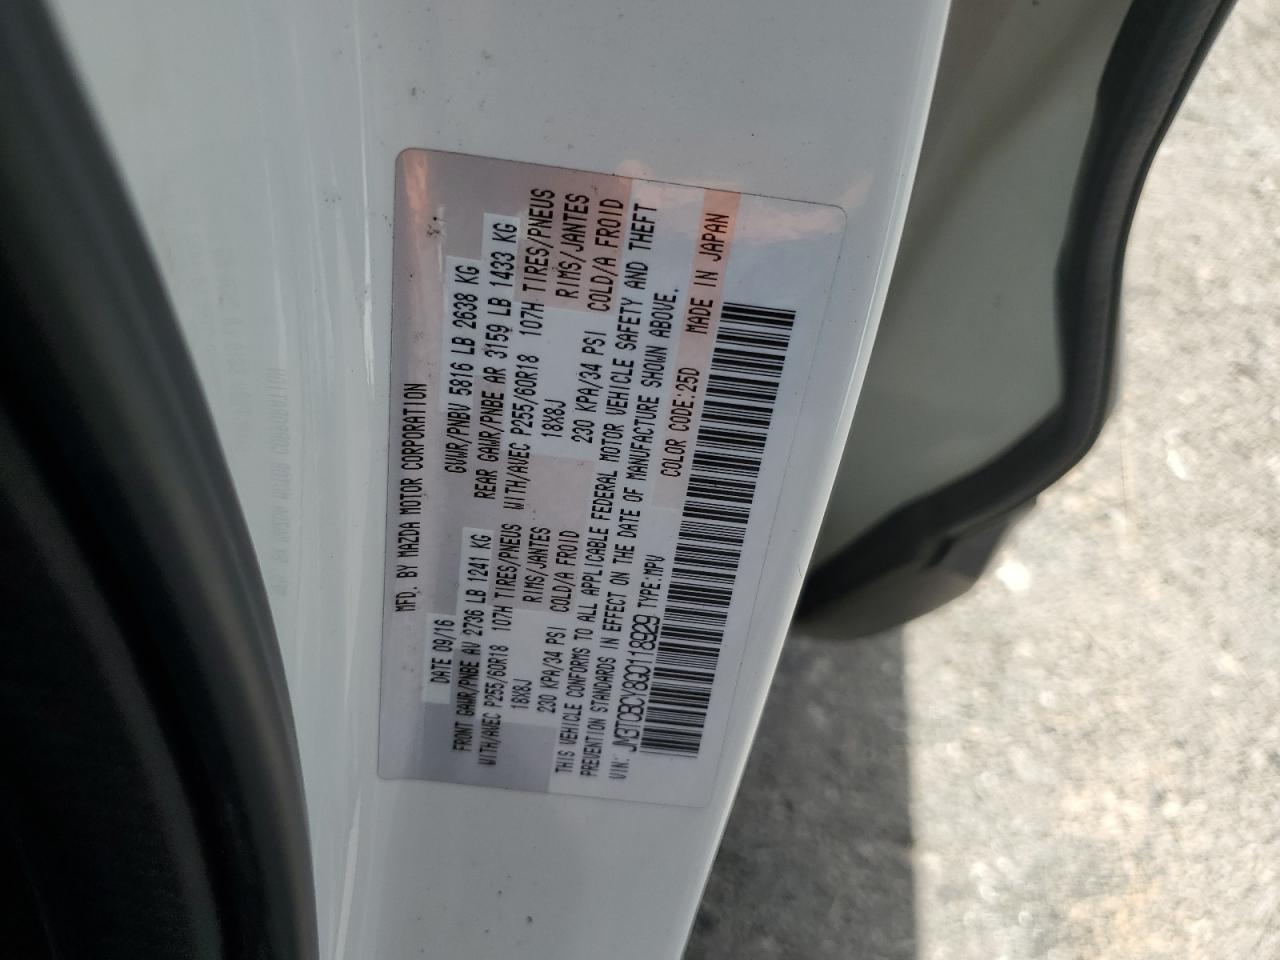 MFD. BY MAZDA MOTOR CORPORATION
DATE 09/16 GVWR/PNBV 5816 LB 2638 KG
FRONT GAWR/PNBE AV 2736 LB 1241 KG REAR GAWR/PNBE AR 3159 LB 1433 KG
WITH/AVEC P255/60R18 107H TIRES/PNEUS WITH/AVEC P255/60R18 107H TIRES/PNEUS
18X8J RIMS/JANTES 18X8J RIMS/JANTES
230 KPA/34 PSI COLD/A FROID 230 KPA/34 PSI COLD/A FROID
THIS VEHICLE CONFORMS TO ALL APPLICABLE FEDERAL MOTOR VEHICLE SAFETY AND THEFT
PREVENTION STANDARDS IN EFFECT ON THE DATE OF MANUFACTURE SHOWN ABOVE.
VIN: JM3TCBCY8G0118929 TYPE:MPV COLOR CODE:25D MADE IN JAPAN